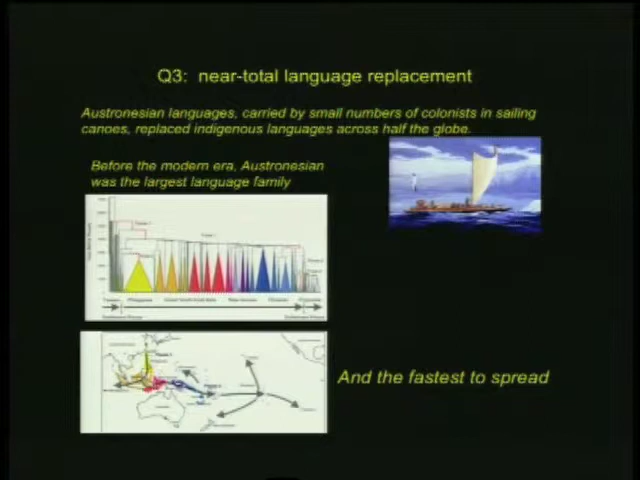 Q3: near-total language replacement
Austronesian languages, carried by small numbers of colonists in sailing
canoes, replaced indigenous languages across half the globe.
Before the modern era, Austronesian
was the largest language family
And the fastest to spread